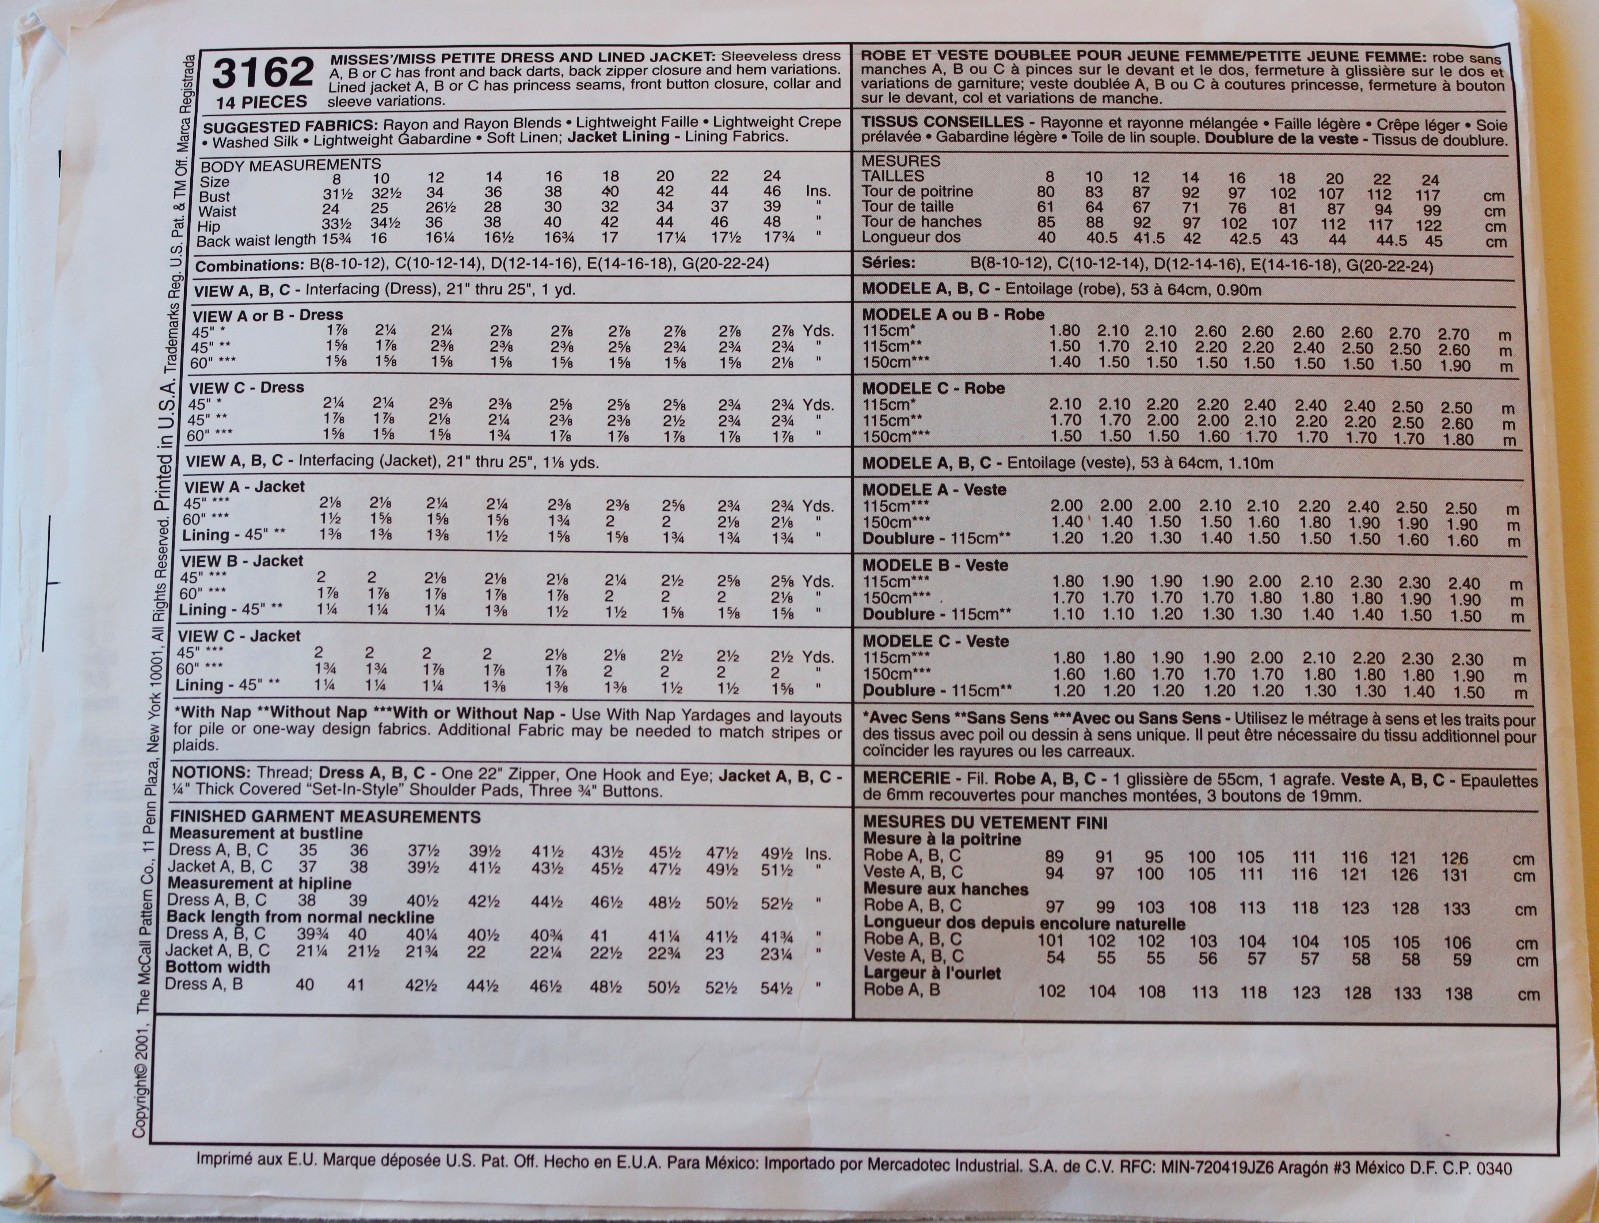 Copyright© 2001, The McCall Pattern Co., 11 Penn Plaza, New York 10001, All Rights Reserved. Printed in U.S.A. Trademarks Reg. U.S. Pat. & TM Off. Marca Registrada
3162
14 PIECES
MISSES'/MISS PETITE DRESS AND LINED JACKET: Sleeveless dress
A, B or C has front and back darts, back zipper closure and hem variations.
Lined jacket A, B or C has princess seams, front button closure, collar and
sleeve variations.
SUGGESTED FABRICS: Rayon and Rayon Blends • Lightweight Faille • Lightweight Crepe
• Washed Silk • Lightweight Gabardine • Soft Linen; Jacket Lining - Lining Fabrics.
BODY MEASUREMENTS
Size 8 10 12 14 16 18 20 22 24
Bust 31½ 32½ 34 36 38 40 42 44 46 Ins.
Waist 24 25 26½ 28 30 32 34 37 39 "
Hip 33½ 34½ 36 38 40 42 44 46 48 "
Back waist length 15¾ 16 16¼ 16½ 16¾ 17 17¼ 17½ 17¾ "
Combinations: B(8-10-12), C(10-12-14), D(12-14-16), E(14-16-18), G(20-22-24)
VIEW A, B, C - Interfacing (Dress), 21" thru 25", 1 yd.
VIEW A or B - Dress
45" * 1⅞ 2¼ 2¼ 2⅞ 2⅞ 2⅞ 2⅞ 2⅞ 2⅞ Yds.
45" ** 1⅝ 1⅞ 2⅜ 2⅜ 2⅜ 2⅝ 2¾ 2¾ 2¾ "
60" *** 1⅝ 1⅝ 1⅝ 1⅝ 1⅝ 1⅝ 1⅝ 1⅝ 2⅛ "
VIEW C - Dress
45" * 2¼ 2¼ 2⅜ 2⅜ 2⅝ 2⅝ 2⅝ 2¾ 2¾ Yds.
45" ** 1⅞ 1⅞ 2⅛ 2¼ 2⅜ 2⅜ 2½ 2¾ 2¾ "
60" *** 1⅝ 1⅝ 1⅝ 1¾ 1⅞ 1⅞ 1⅞ 1⅞ 1⅞ "
VIEW A, B, C - Interfacing (Jacket), 21" thru 25", 1⅛ yds.
VIEW A - Jacket
45" *** 2⅛ 2⅛ 2¼ 2¼ 2⅜ 2⅜ 2⅝ 2¾ 2¾ Yds.
60" *** 1½ 1⅝ 1⅝ 1⅝ 1¾ 2 2 2⅛ 2⅛ "
Lining - 45" ** 1⅜ 1⅜ 1⅜ 1½ 1⅝ 1⅝ 1¾ 1¾ 1¾ "
VIEW B - Jacket
45" *** 2 2 2⅛ 2⅛ 2⅛ 2¼ 2½ 2⅝ 2⅝ Yds.
60" *** 1⅞ 1⅞ 1⅞ 1⅞ 1⅞ 2 2 2 2⅛ "
Lining - 45" ** 1¼ 1¼ 1¼ 1⅜ 1½ 1½ 1⅝ 1⅝ 1⅝ "
VIEW C - Jacket
45" *** 2 2 2 2 2⅛ 2⅛ 2½ 2½ 2½ Yds.
60" *** 1¾ 1¾ 1⅞ 1⅞ 1⅞ 2 2 2 2 "
Lining - 45" ** 1¼ 1¼ 1¼ 1⅜ 1⅜ 1⅜ 1½ 1½ 1⅝ "
*With Nap **Without Nap ***With or Without Nap - Use With Nap Yardages and layouts
for pile or one-way design fabrics. Additional Fabric may be needed to match stripes or
plaids.
NOTIONS: Thread; Dress A, B, C - One 22" Zipper, One Hook and Eye; Jacket A, B, C -
¼" Thick Covered "Set-In-Style" Shoulder Pads, Three ¾" Buttons.
FINISHED GARMENT MEASUREMENTS
Measurement at bustline
Dress A, B, C 35 36 37½ 39½ 41½ 43½ 45½ 47½ 49½ Ins.
Jacket A, B, C 37 38 39½ 41½ 43½ 45½ 47½ 49½ 51½ "
Measurement at hipline
Dress A, B, C 38 39 40½ 42½ 44½ 46½ 48½ 50½ 52½ "
Back length from normal neckline
Dress A, B, C 39¾ 40 40¼ 40½ 40¾ 41 41¼ 41½ 41¾ "
Jacket A, B, C 21¼ 21½ 21¾ 22 22¼ 22½ 22¾ 23 23¼ "
Bottom width
Dress A, B 40 41 42½ 44½ 46½ 48½ 50½ 52½ 54½ "
ROBE ET VESTE DOUBLEE POUR JEUNE FEMME/PETITE JEUNE FEMME: robe sans
manches A, B ou C à pinces sur le devant et le dos, fermeture à glissière sur le dos et
variations de garniture; veste doublée A, B ou C à coutures princesse, fermeture à bouton
sur le devant, col et variations de manche.
TISSUS CONSEILLES - Rayonne et rayonne mélangée • Faille légère • Crêpe léger • Soie
prélavée • Gabardine légère • Toile de lin souple. Doublure de la veste - Tissus de doublure.
MESURES
TAILLES 8 10 12 14 16 18 20 22 24
Tour de poitrine 80 83 87 92 97 102 107 112 117 cm
Tour de taille 61 64 67 71 76 81 87 94 99 cm
Tour de hanches 85 88 92 97 102 107 112 117 122 cm
Longueur dos 40 40.5 41.5 42 42.5 43 44 44.5 45 cm
Séries: B(8-10-12), C(10-12-14), D(12-14-16), E(14-16-18), G(20-22-24)
MODELE A, B, C - Entoilage (robe), 53 à 64cm, 0.90m
MODELE A ou B - Robe
115cm* 1.80 2.10 2.10 2.60 2.60 2.60 2.60 2.70 2.70 m
115cm** 1.50 1.70 2.10 2.20 2.20 2.40 2.50 2.50 2.60 m
150cm*** 1.40 1.50 1.50 1.50 1.50 1.50 1.50 1.50 1.90 m
MODELE C - Robe
115cm* 2.10 2.10 2.20 2.20 2.40 2.40 2.40 2.50 2.50 m
115cm** 1.70 1.70 2.00 2.00 2.10 2.20 2.20 2.50 2.60 m
150cm*** 1.50 1.50 1.50 1.60 1.70 1.70 1.70 1.70 1.80 m
MODELE A, B, C - Entoilage (veste), 53 à 64cm, 1.10m
MODELE A - Veste
115cm*** 2.00 2.00 2.00 2.10 2.10 2.20 2.40 2.50 2.50 m
150cm*** 1.40 1.40 1.50 1.50 1.60 1.80 1.90 1.90 1.90 m
Doublure - 115cm** 1.20 1.20 1.30 1.40 1.50 1.50 1.50 1.60 1.60 m
MODELE B - Veste
115cm*** 1.80 1.90 1.90 1.90 2.00 2.10 2.30 2.30 2.40 m
150cm*** 1.70 1.70 1.70 1.70 1.80 1.80 1.80 1.90 1.90 m
Doublure - 115cm** 1.10 1.10 1.20 1.30 1.30 1.40 1.40 1.50 1.50 m
MODELE C - Veste
115cm*** 1.80 1.80 1.90 1.90 2.00 2.10 2.20 2.30 2.30 m
150cm*** 1.60 1.60 1.70 1.70 1.70 1.80 1.80 1.80 1.90 m
Doublure - 115cm** 1.20 1.20 1.20 1.20 1.20 1.30 1.30 1.40 1.50 m
*Avec Sens **Sans Sens ***Avec ou Sans Sens - Utilisez le métrage à sens et les traits pour
des tissus avec poil ou dessin à sens unique. Il peut être nécessaire du tissu additionnel pour
coïncider les rayures ou les carreaux.
MERCERIE - Fil. Robe A, B, C - 1 glissière de 55cm, 1 agrafe. Veste A, B, C - Epaulettes
de 6mm recouvertes pour manches montées, 3 boutons de 19mm.
MESURES DU VETEMENT FINI
Mesure à la poitrine
Robe A, B, C 89 91 95 100 105 111 116 121 126 cm
Veste A, B, C 94 97 100 105 111 116 121 126 131 cm
Mesure aux hanches
Robe A, B, C 97 99 103 108 113 118 123 128 133 cm
Longueur dos depuis encolure naturelle
Robe A, B, C 101 102 102 103 104 104 105 105 106 cm
Veste A, B, C 54 55 55 56 57 57 58 58 59 cm
Largeur à l'ourlet
Robe A, B 102 104 108 113 118 123 128 133 138 cm
Imprimé aux E.U. Marque déposée U.S. Pat. Off. Hecho en E.U.A. Para México: Importado por Mercadotec Industrial. S.A. de C.V. RFC: MIN-720419JZ6 Aragón #3 México D.F. C.P. 0340